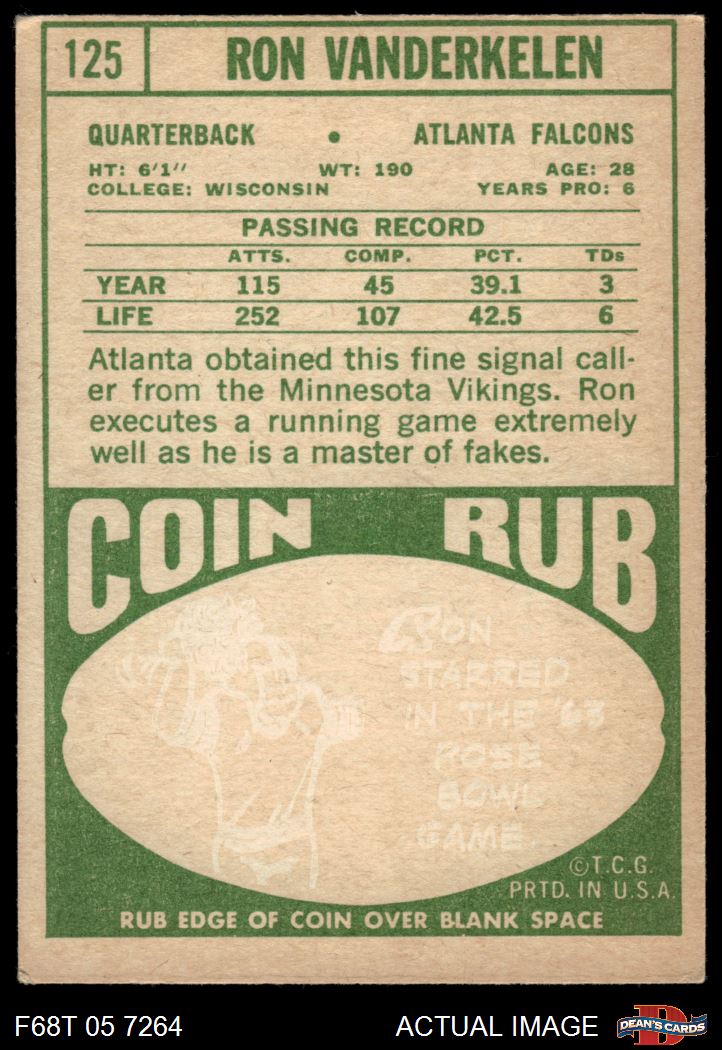 125 RON VANDERKELEN
QUARTERBACK • ATLANTA FALCONS
HT: 6'1" WT: 190 AGE: 28
COLLEGE: WISCONSIN YEARS PRO: 6
PASSING RECORD
ATTS. COMP. PCT. TDs
YEAR 115 45 39.1 3
LIFE 252 107 42.5 6
Atlanta obtained this fine signal call-
er from the Minnesota Vikings. Ron
executes a running game extremely
well as he is a master of fakes.
COIN RUB
RON
STARRED
IN THE '63
ROSE
BOWL
GAME.
©T.C.G.
PRTD. IN U.S.A.
RUB EDGE OF COIN OVER BLANK SPACE
F68T 05 7264 ACTUAL IMAGE DEAN'S CARDS